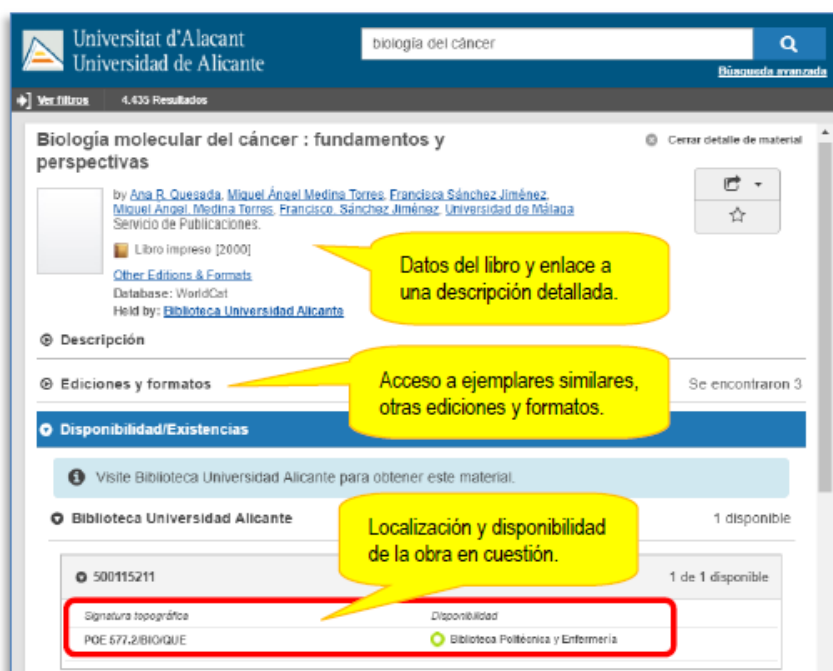 Universitat d'Alacant
Universidad de Alicante
biología del cáncer
Búsqueda avanzada
Ver filtros 4.435 Resultados
Biología molecular del cáncer : fundamentos y
perspectivas
Cerrar detalle de material
by Ana R. Quesada, Miguel Ángel Medina Torres, Francisca Sánchez Jiménez,
Miguel Angel. Medina Torres, Francisco. Sánchez Jiménez, Universidad de Málaga
Servicio de Publicaciones.
Libro impreso [2000]
Other Editions & Formats
Database: WorldCat
Held by: Biblioteca Universidad Alicante
Datos del libro y enlace a
una descripción detallada.
Descripción
Ediciones y formatos
Se encontraron 3
Acceso a ejemplares similares,
otras ediciones y formatos.
Disponibilidad/Existencias
Visite Biblioteca Universidad Alicante para obtener este material.
Biblioteca Universidad Alicante
1 disponible
Localización y disponibilidad
de la obra en cuestión.
500115211
1 de 1 disponible
Signatura topográfica Disponibilidad
POE 577.2/BIO/QUE Biblioteca Politécnica y Enfermería